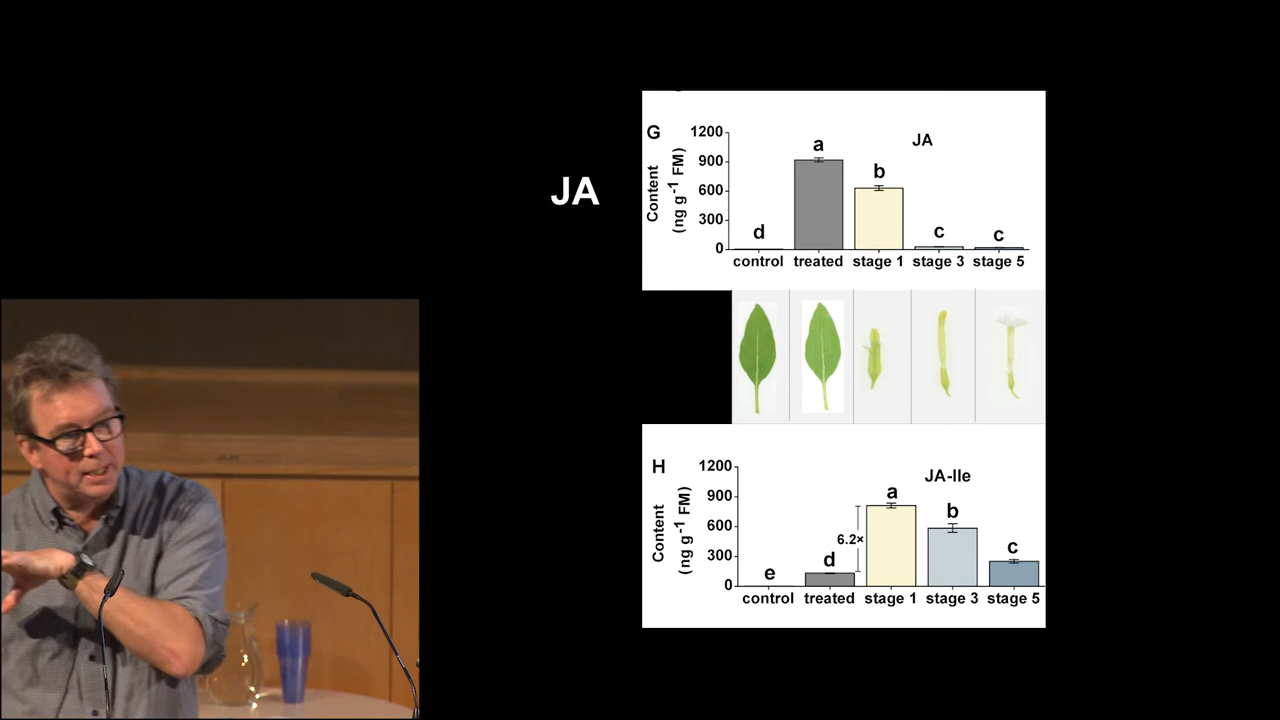 JA
G
JA
Content
(ng g⁻¹ FM)
1200
900
600
300
0
a
b
c
c
d
control treated stage 1 stage 3 stage 5
H
JA-Ile
Content
(ng g⁻¹ FM)
1200
900
600
300
0
a
b
c
d
e
6.2×
control treated stage 1 stage 3 stage 5